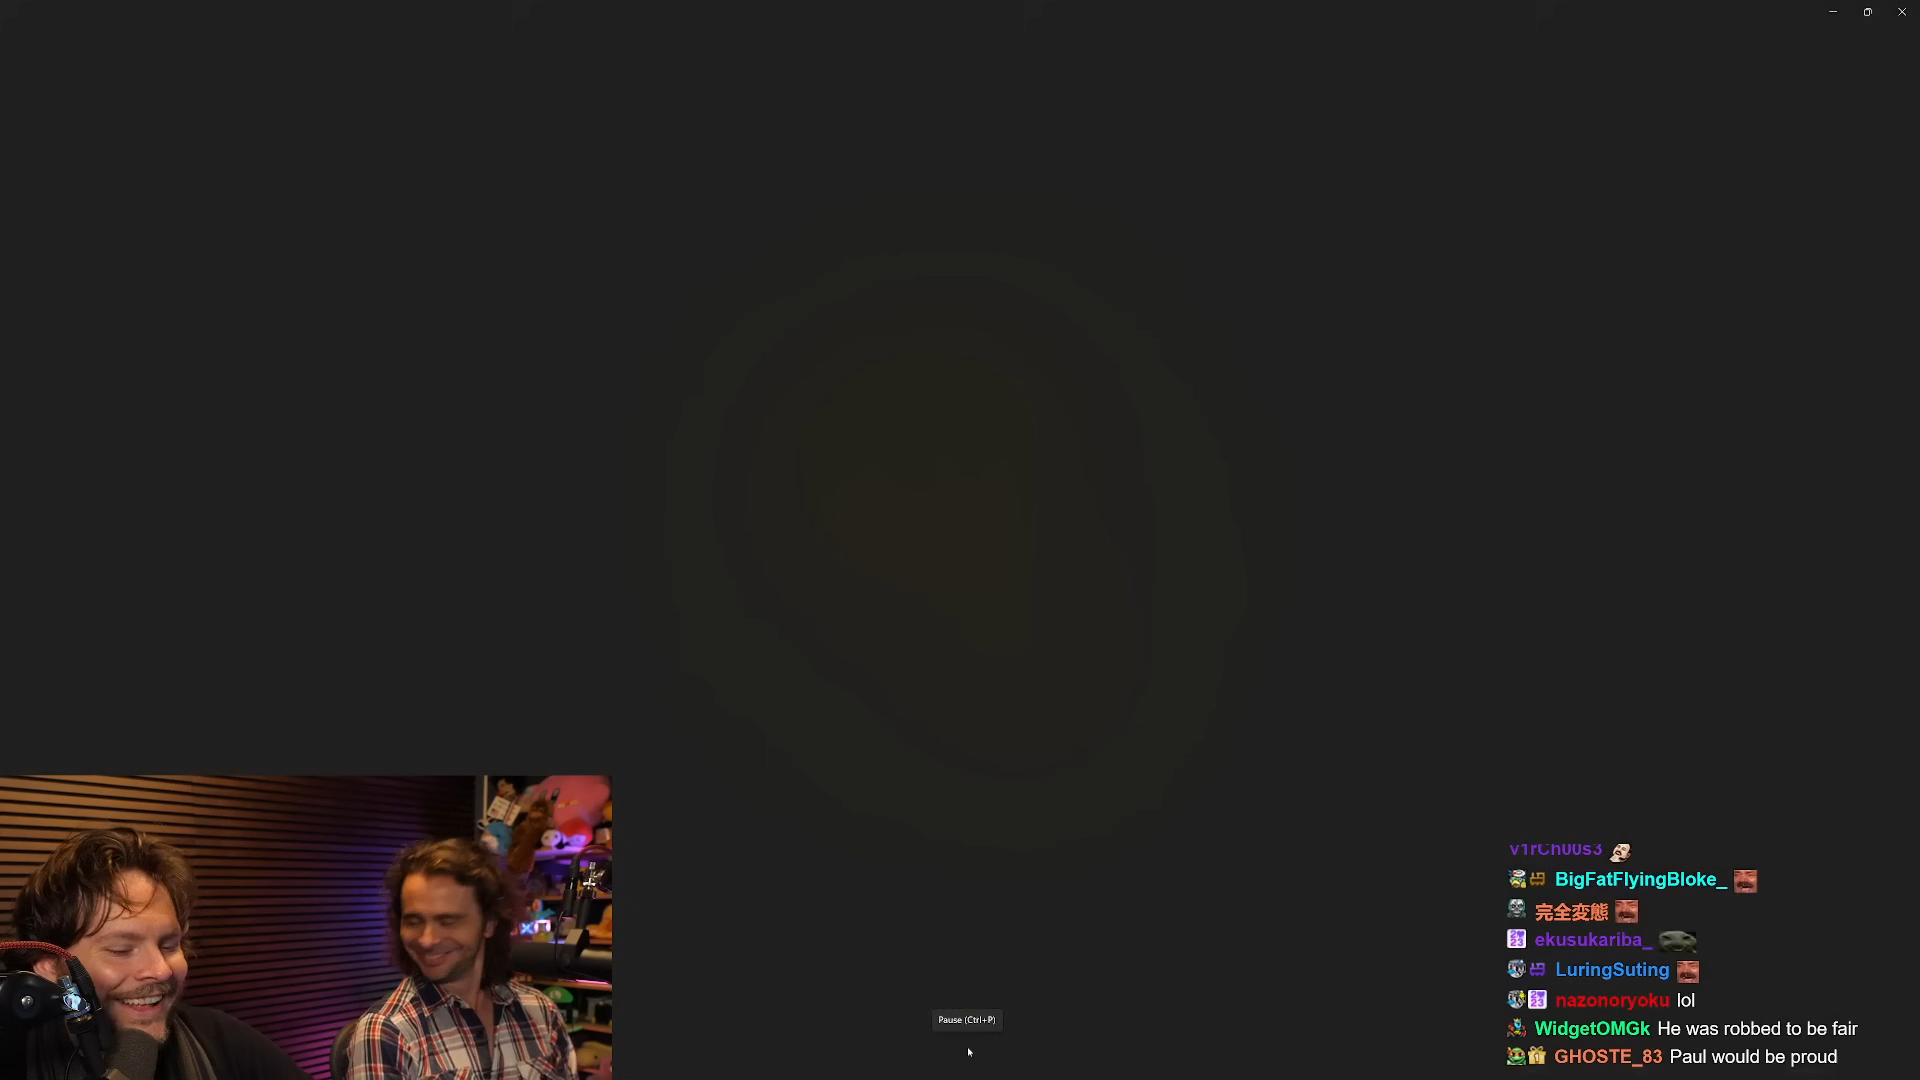 v1rCh00s3
BigFatFlyingBloke_
完全変態
ekusukariba_
LuringSuting
nazonoryoku lol
WidgetOMGk He was robbed to be fair
Pause (Ctrl+P)
GHOSTE_83 Paul would be proud